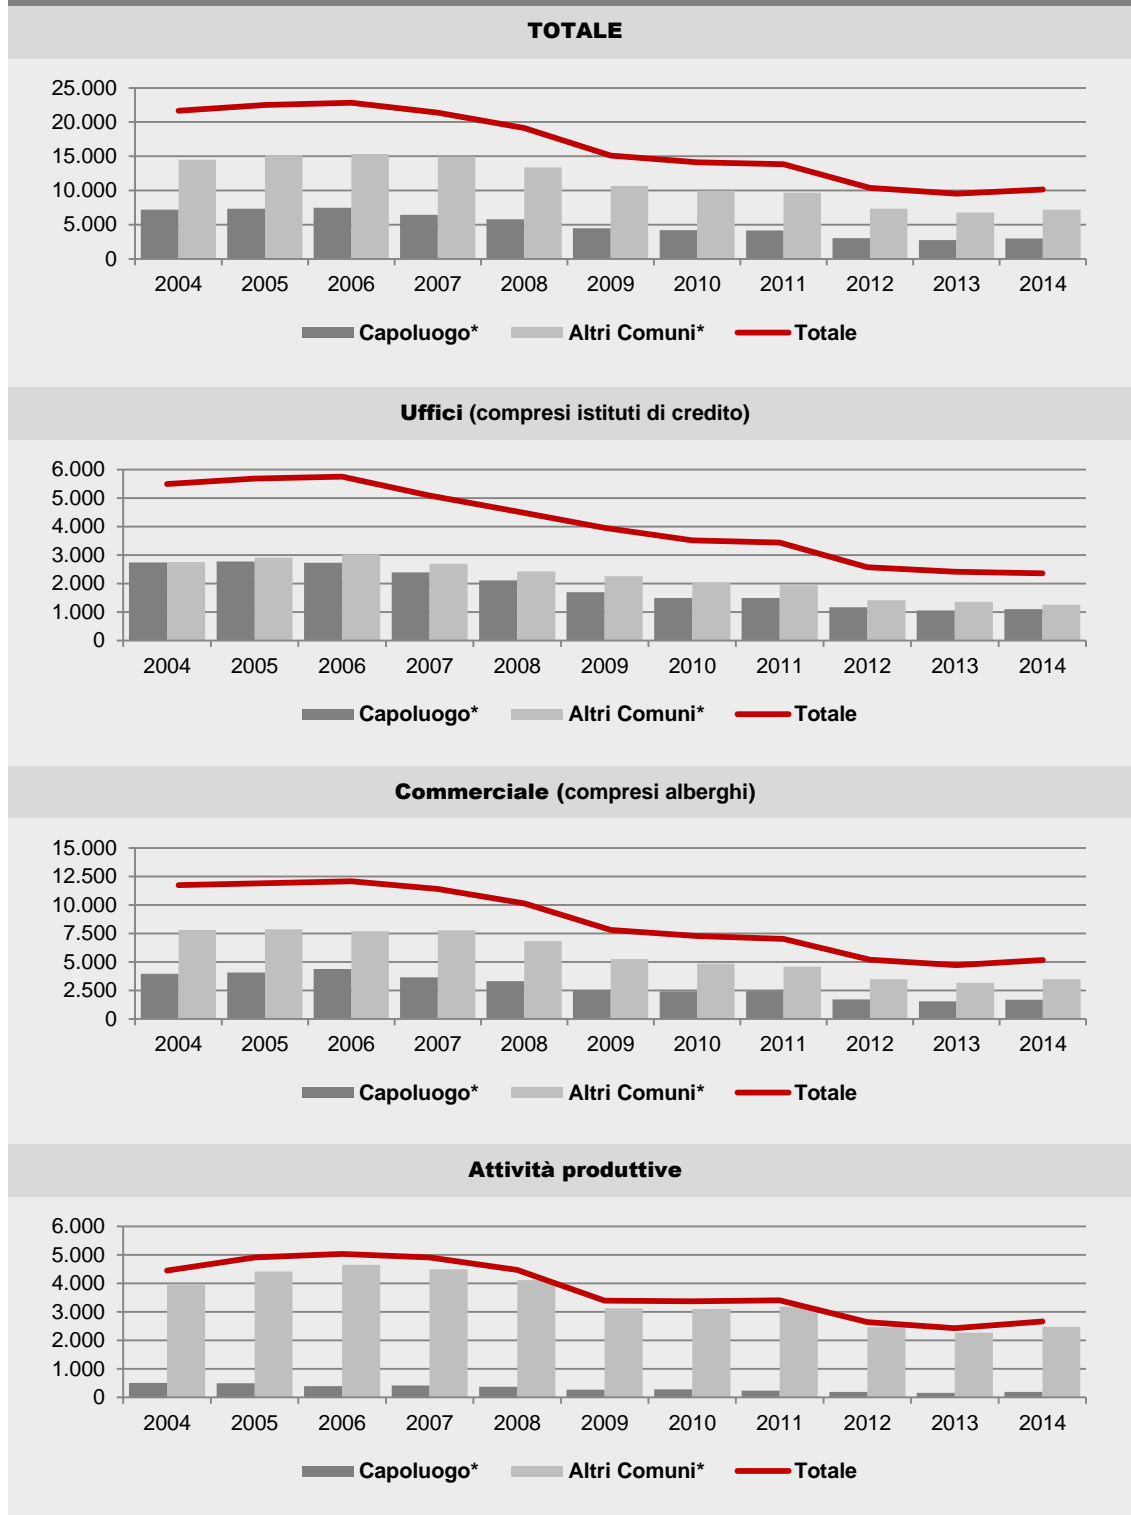 TOTALE
25.000
20.000
15.000
10.000
5.000
0
2004 2005 2006 2007 2008 2009 2010 2011 2012 2013 2014
Capoluogo* Altri Comuni* Totale
Uffici (compresi istituti di credito)
6.000
5.000
4.000
3.000
2.000
1.000
0
2004 2005 2006 2007 2008 2009 2010 2011 2012 2013 2014
Capoluogo* Altri Comuni* Totale
Commerciale (compresi alberghi)
15.000
12.500
10.000
7.500
5.000
2.500
0
2004 2005 2006 2007 2008 2009 2010 2011 2012 2013 2014
Capoluogo* Altri Comuni* Totale
Attività produttive
6.000
5.000
4.000
3.000
2.000
1.000
0
2004 2005 2006 2007 2008 2009 2010 2011 2012 2013 2014
Capoluogo* Altri Comuni* Totale